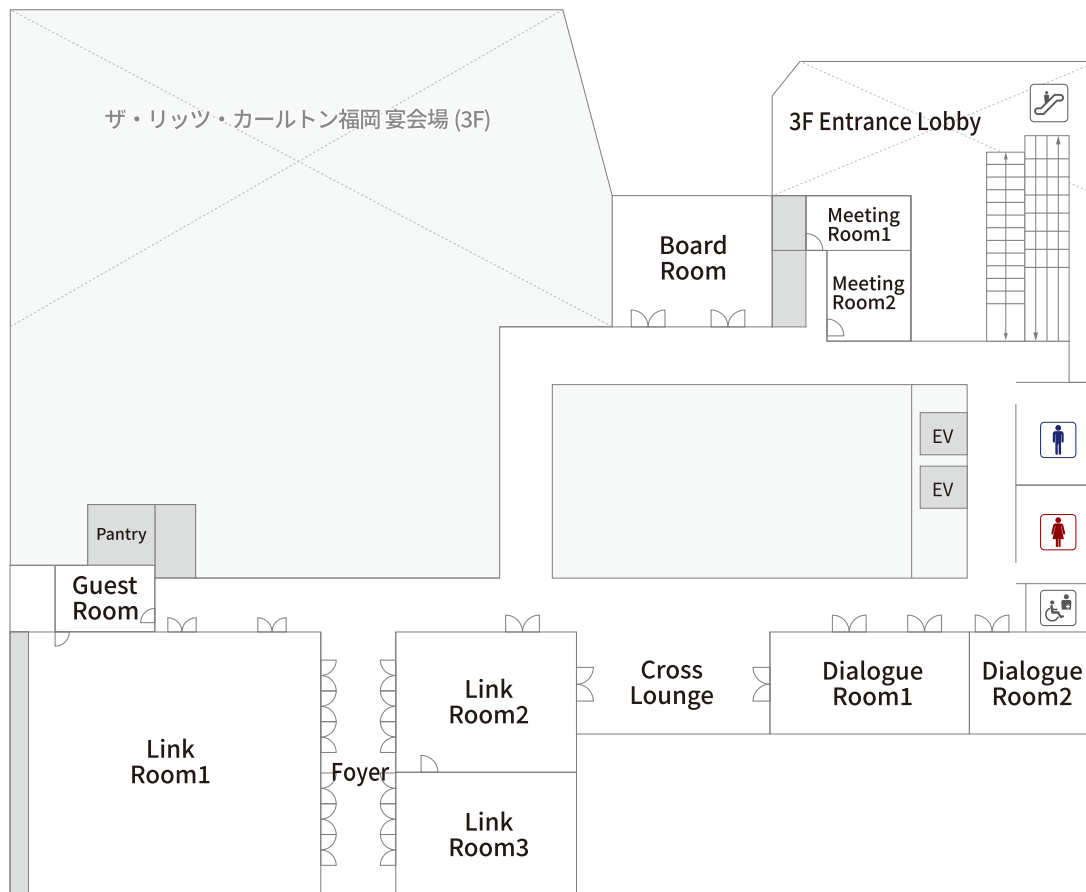 ザ・リッツ・カールトン福岡 宴会場 (3F)
3F Entrance Lobby
Meeting
Room1
Board
Room
Meeting
Room2
EV
EV
Pantry
Guest
Room
Cross
Lounge
Dialogue
Room1
Dialogue
Room2
Link
Room2
Link
Room1
Foyer
Link
Room3